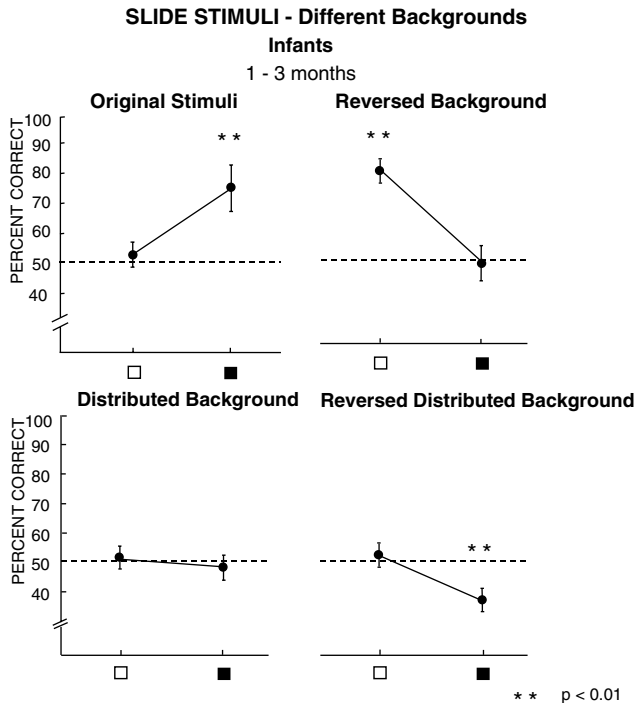 SLIDE STIMULI - Different Backgrounds
Infants
1 - 3 months
Original Stimuli
Reversed Background
PERCENT CORRECT
100
90
80
70
60
50
40
* *
* *
Distributed Background
Reversed Distributed Background
PERCENT CORRECT
100
90
80
70
60
50
40
* *
* * p < 0.01